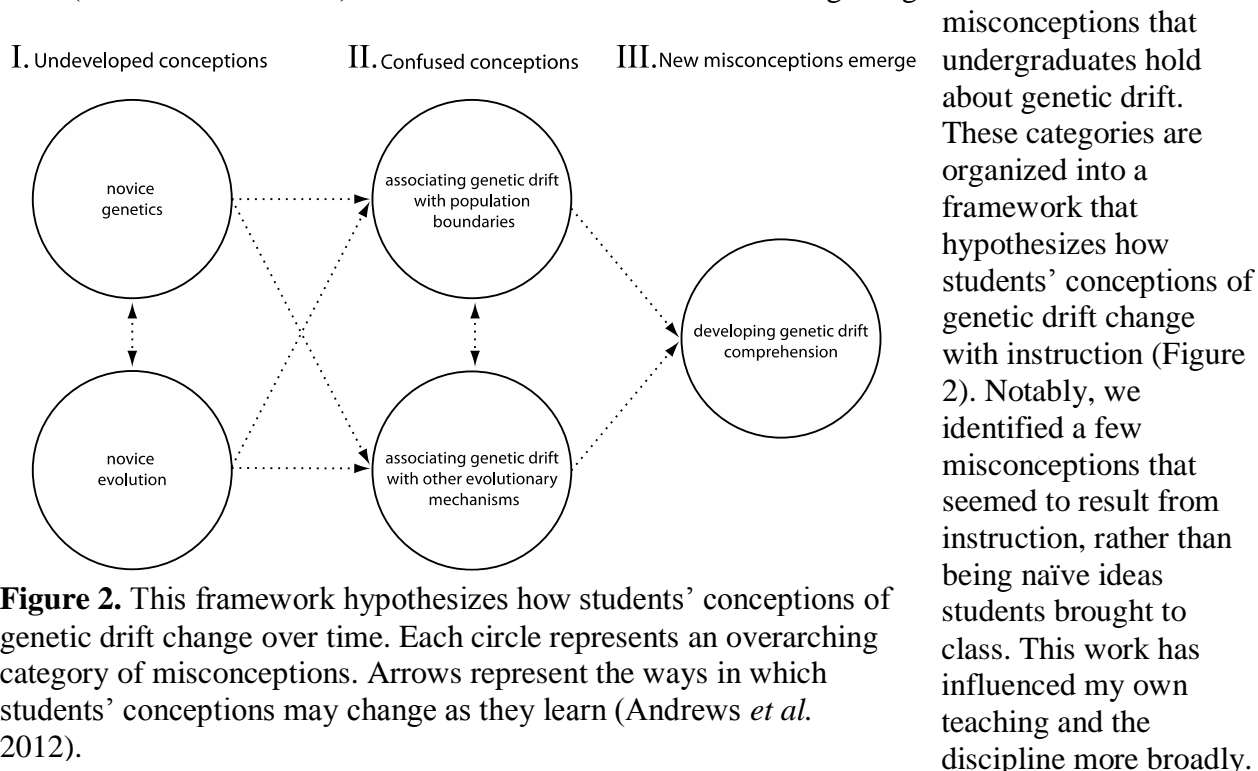 I. Undeveloped conceptions
II. Confused conceptions
III. New misconceptions emerge
novice
genetics
associating genetic drift
with population
boundaries
developing genetic drift
comprehension
novice
evolution
associating genetic drift
with other evolutionary
mechanisms
Figure 2. This framework hypothesizes how students’ conceptions of
genetic drift change over time. Each circle represents an overarching
category of misconceptions. Arrows represent the ways in which
students’ conceptions may change as they learn (Andrews et al.
2012).
misconceptions that
undergraduates hold
about genetic drift.
These categories are
organized into a
framework that
hypothesizes how
students’ conceptions of
genetic drift change
with instruction (Figure
2). Notably, we
identified a few
misconceptions that
seemed to result from
instruction, rather than
being naïve ideas
students brought to
class. This work has
influenced my own
teaching and the
discipline more broadly.